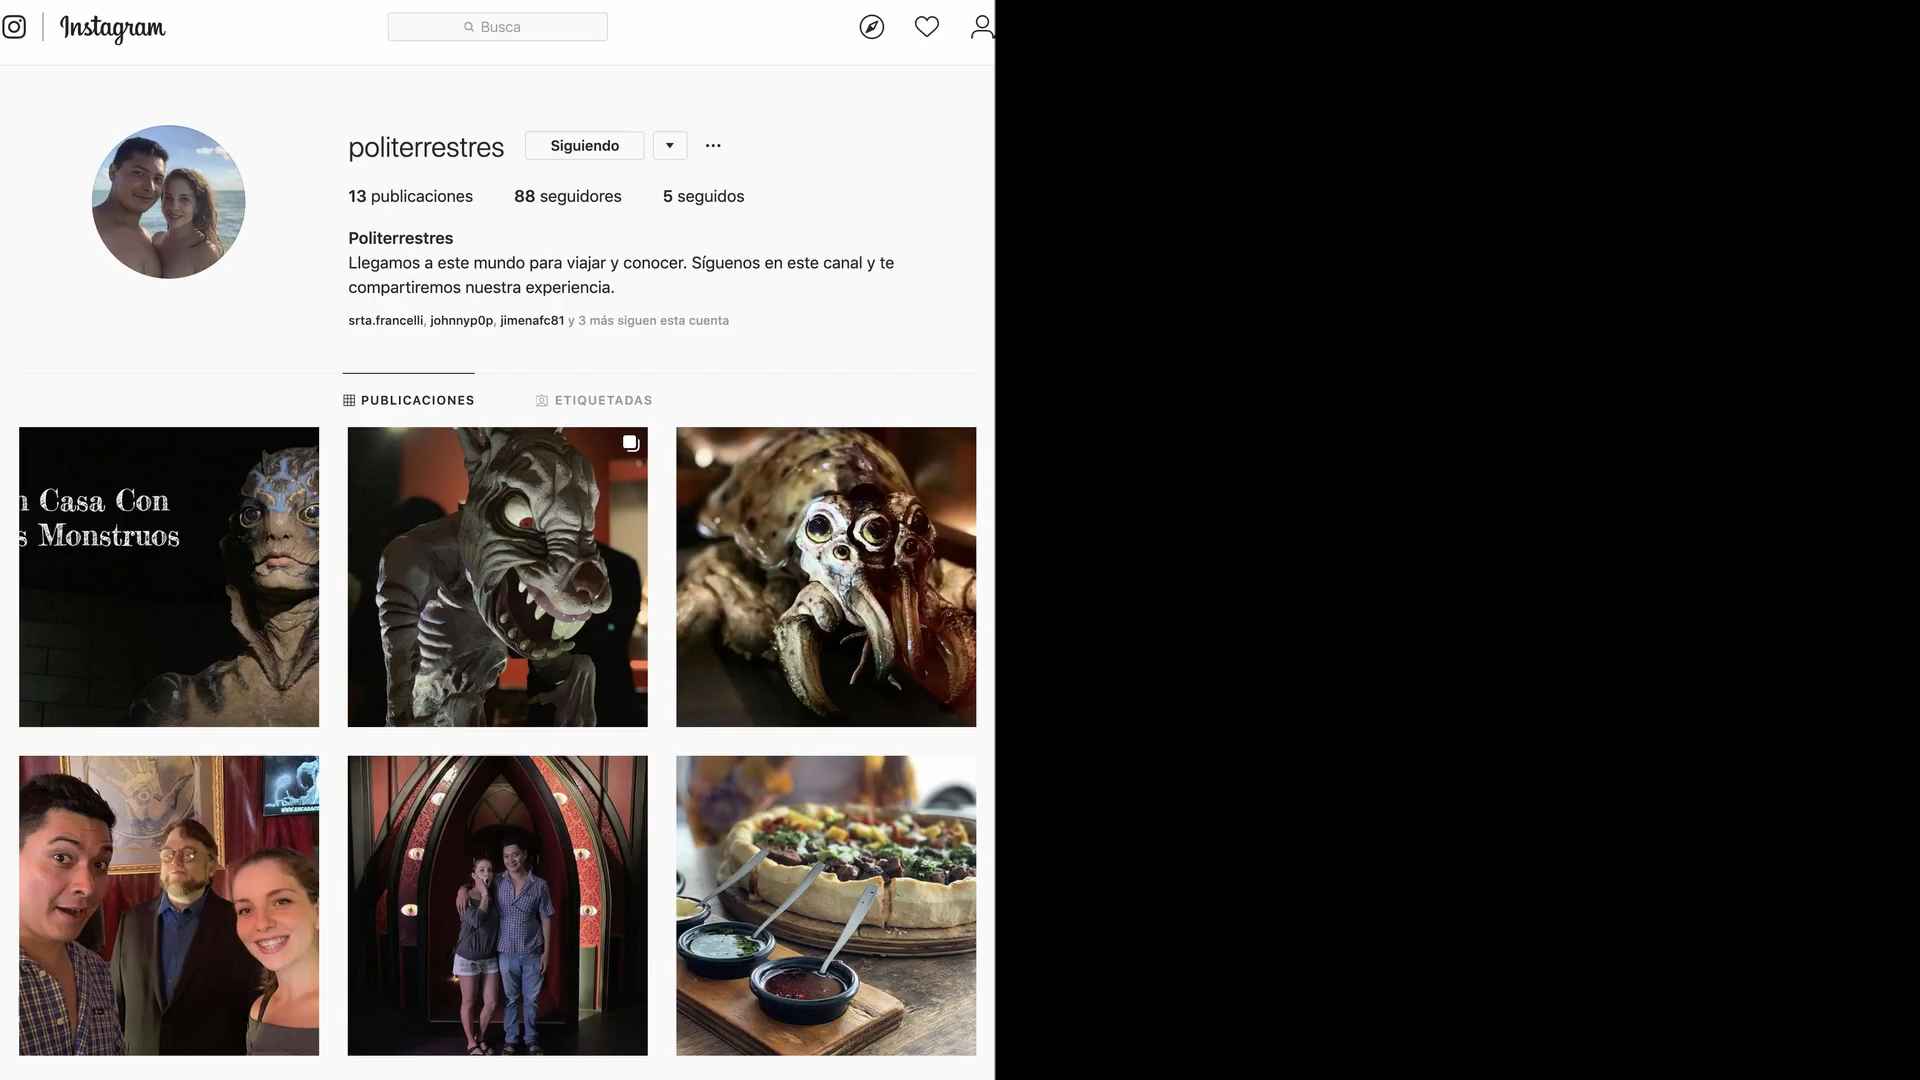 Instagram
Busca
politerrestres
Siguiendo
13 publicaciones
88 seguidores
5 seguidos
Politerrestres
Llegamos a este mundo para viajar y conocer. Síguenos en este canal y te
compartiremos nuestra experiencia.
srta.francelli, johnnyp0p, jimenafc81 y 3 más siguen esta cuenta
PUBLICACIONES
ETIQUETADAS
n Casa Con
s Monstruos